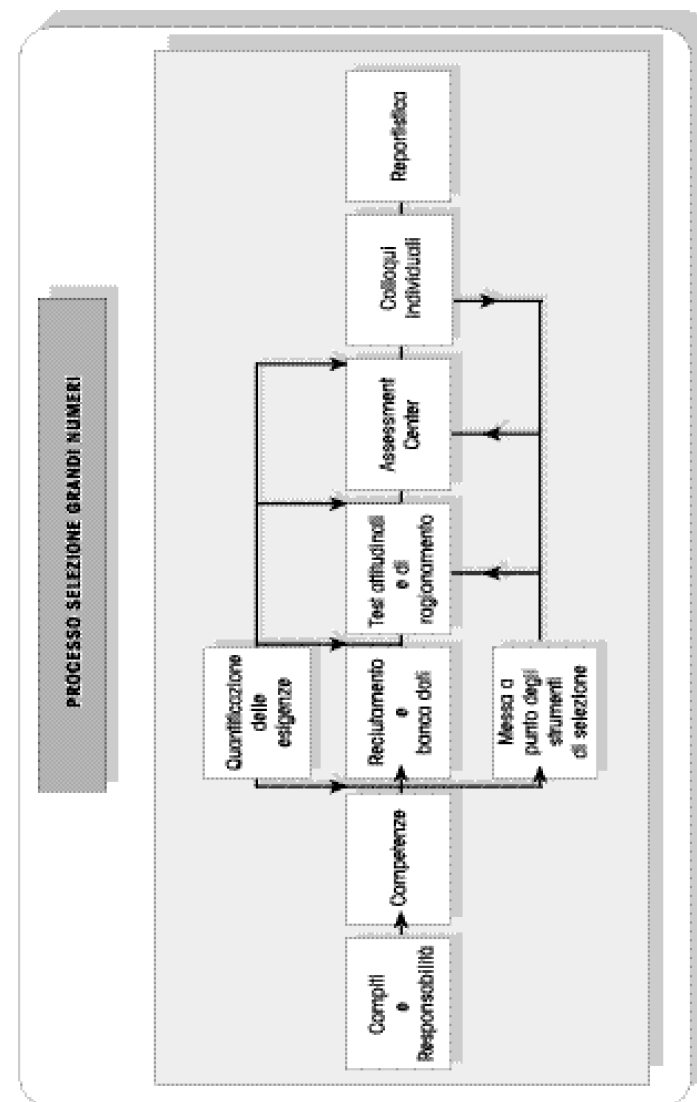 PROCESSO SELEZIONE GRANDI NUMERI
Quantificazione
delle
esigenze
Compiti
e
Responsabilità
Competenze
Reclutamento
e
banca dati
Test attitudinali
e di
ragionamento
Assessment
Center
Colloqui
Individuali
Reportistica
Messa a
punto degli
strumenti
di selezione